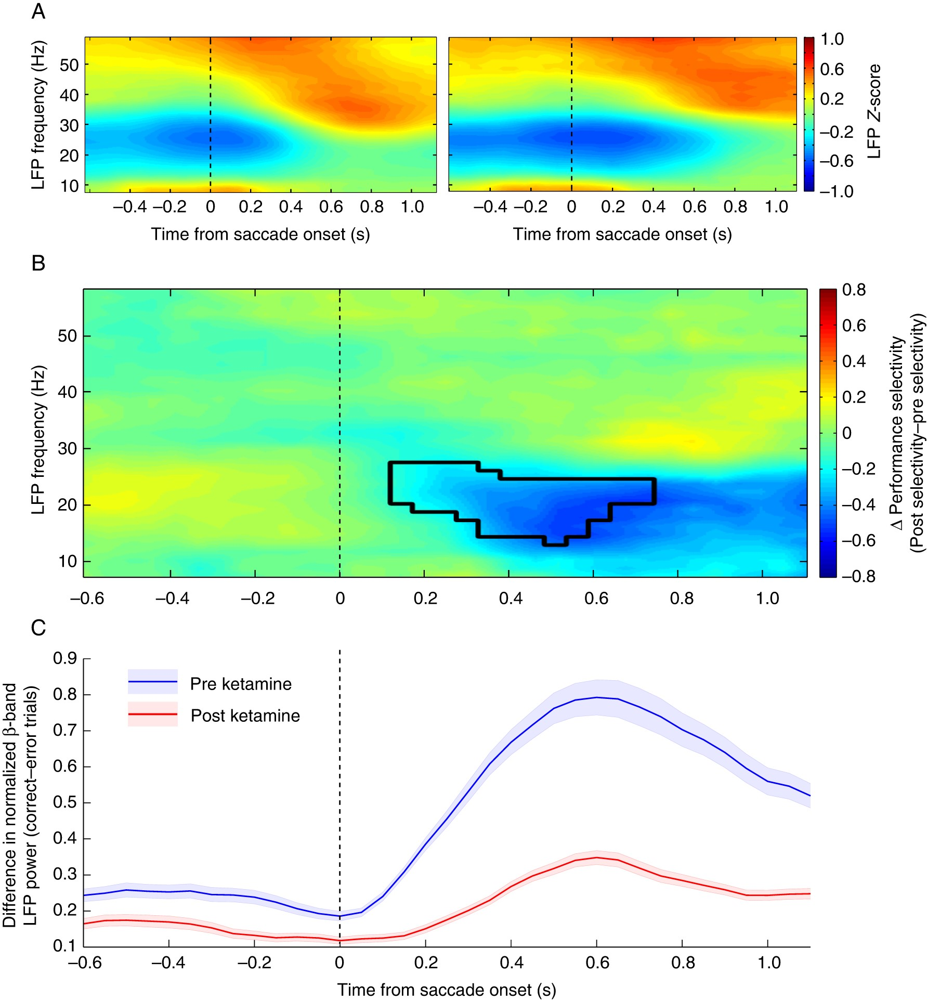 A
LFP frequency (Hz)
50
40
30
20
10
−0.4 −0.2 0 0.2 0.4 0.6 0.8 1.0
Time from saccade onset (s)
−0.4 −0.2 0 0.2 0.4 0.6 0.8 1.0
Time from saccade onset (s)
1.0
0.6
0.2
−0.2
−0.6
−1.0
LFP Z-score
B
LFP frequency (Hz)
50
40
30
20
10
−0.6 −0.4 −0.2 0 0.2 0.4 0.6 0.8 1.0
0.8
0.6
0.4
0.2
0
−0.2
−0.4
−0.6
−0.8
Δ Performance selectivity
(Post selectivity–pre selectivity)
C
Difference in normalized β-band
LFP power (correct–error trials)
0.9
0.8
0.7
0.6
0.5
0.4
0.3
0.2
0.1
Pre ketamine
Post ketamine
−0.6 −0.4 −0.2 0 0.2 0.4 0.6 0.8 1.0
Time from saccade onset (s)